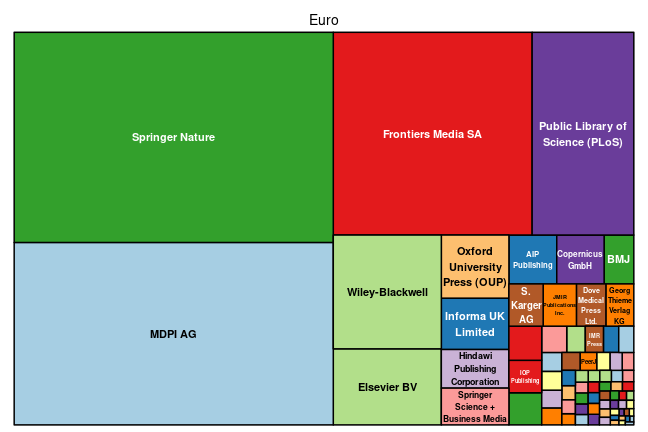 Euro
Springer Nature
Frontiers Media SA
Public Library of
Science (PLoS)
MDPI AG
Wiley-Blackwell
Elsevier BV
Oxford
University
Press (OUP)
Informa UK
Limited
Hindawi
Publishing
Corporation
Springer
Science +
Business Media
AIP
Publishing
Copernicus
GmbH
BMJ
S.
Karger
AG
JMIR
Publications
Inc.
Dove
Medical
Press
Ltd.
Georg
Thieme
Verlag
KG
IOP
Publishing
IMR
Press
PeerJ